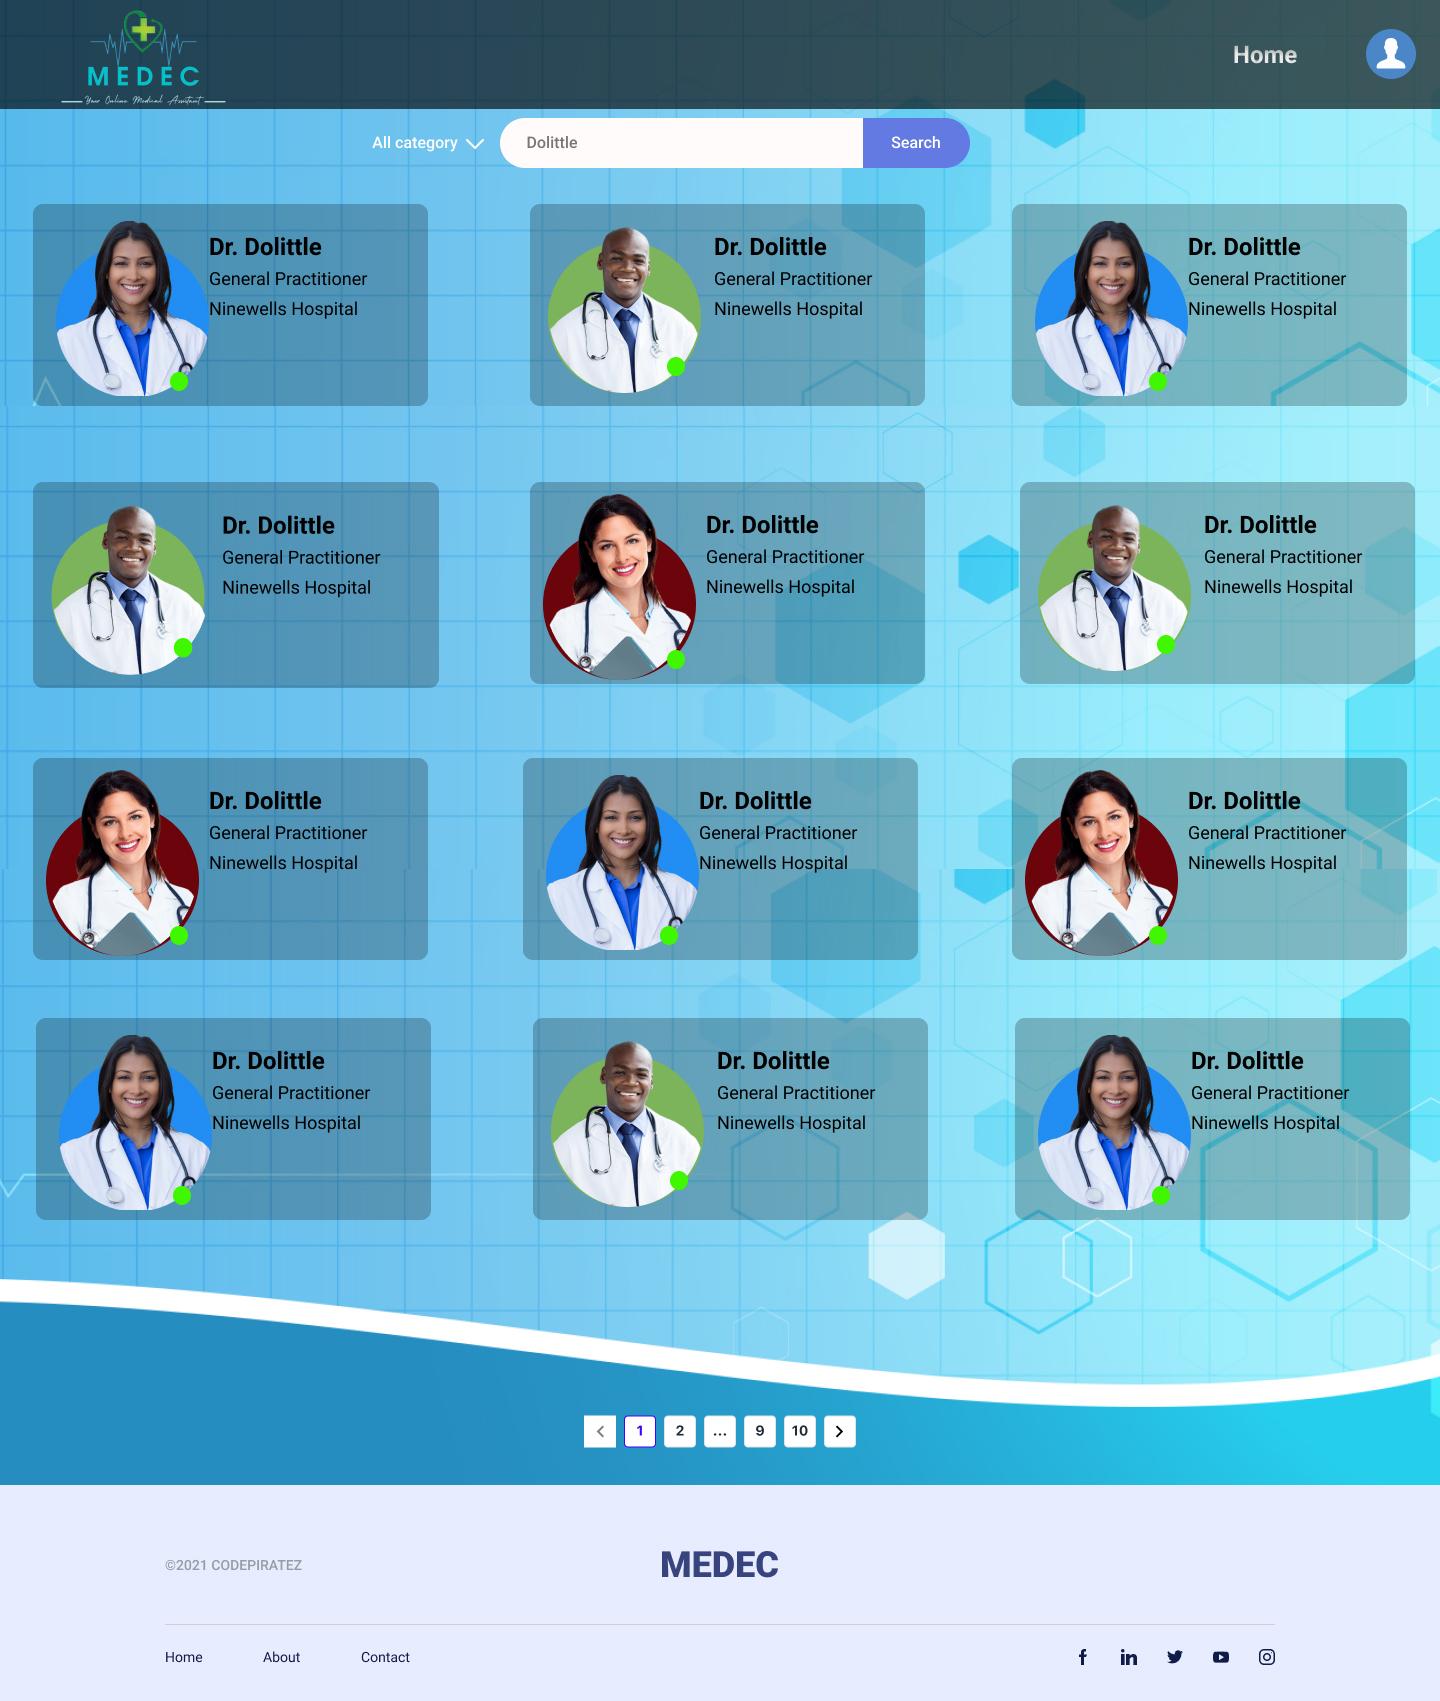 MEDEC
Your Online Medical Assistant
Home
All category
Dolittle
Search
Dr. Dolittle
General Practitioner
Ninewells Hospital
Dr. Dolittle
General Practitioner
Ninewells Hospital
Dr. Dolittle
General Practitioner
Ninewells Hospital
Dr. Dolittle
General Practitioner
Ninewells Hospital
Dr. Dolittle
General Practitioner
Ninewells Hospital
Dr. Dolittle
General Practitioner
Ninewells Hospital
Dr. Dolittle
General Practitioner
Ninewells Hospital
Dr. Dolittle
General Practitioner
Ninewells Hospital
Dr. Dolittle
General Practitioner
Ninewells Hospital
Dr. Dolittle
General Practitioner
Ninewells Hospital
Dr. Dolittle
General Practitioner
Ninewells Hospital
Dr. Dolittle
General Practitioner
Ninewells Hospital
1 2 ... 9 10
©2021 CODEPIRATEZ
MEDEC
Home About Contact